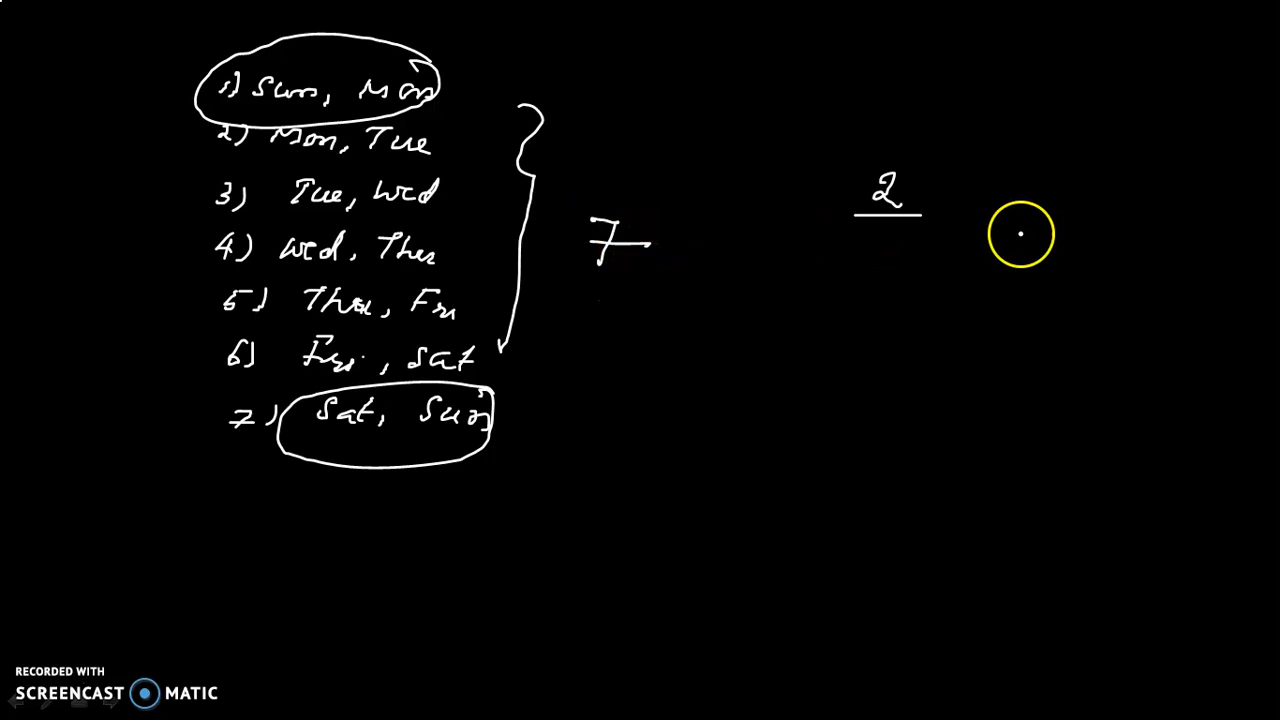 1) Sun, Mon
2) Mon, Tue
3) Tue, Wed
4) Wed, Thu
5) Thu, Fri
6) Fri, Sat
7) Sat, Sun
7
2
RECORDED WITH
SCREENCAST MATIC